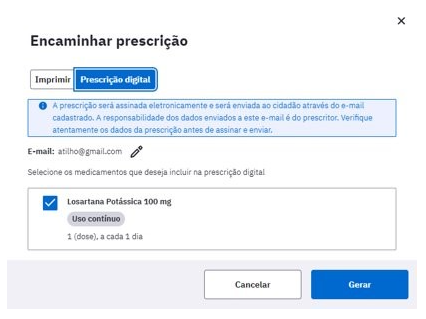 Encaminhar prescrição
Imprimir Prescrição digital
A prescrição será assinada eletronicamente e será enviada ao cidadão através do e-mail
cadastrado. A responsabilidade dos dados enviados a este e-mail é do prescritor. Verifique
atentamente os dados da prescrição antes de assinar e enviar.
E-mail: atilho@gmail.com
Selecione os medicamentos que deseja incluir na prescrição digital
Losartana Potássica 100 mg
Uso contínuo
1 (dose), a cada 1 dia
Cancelar Gerar